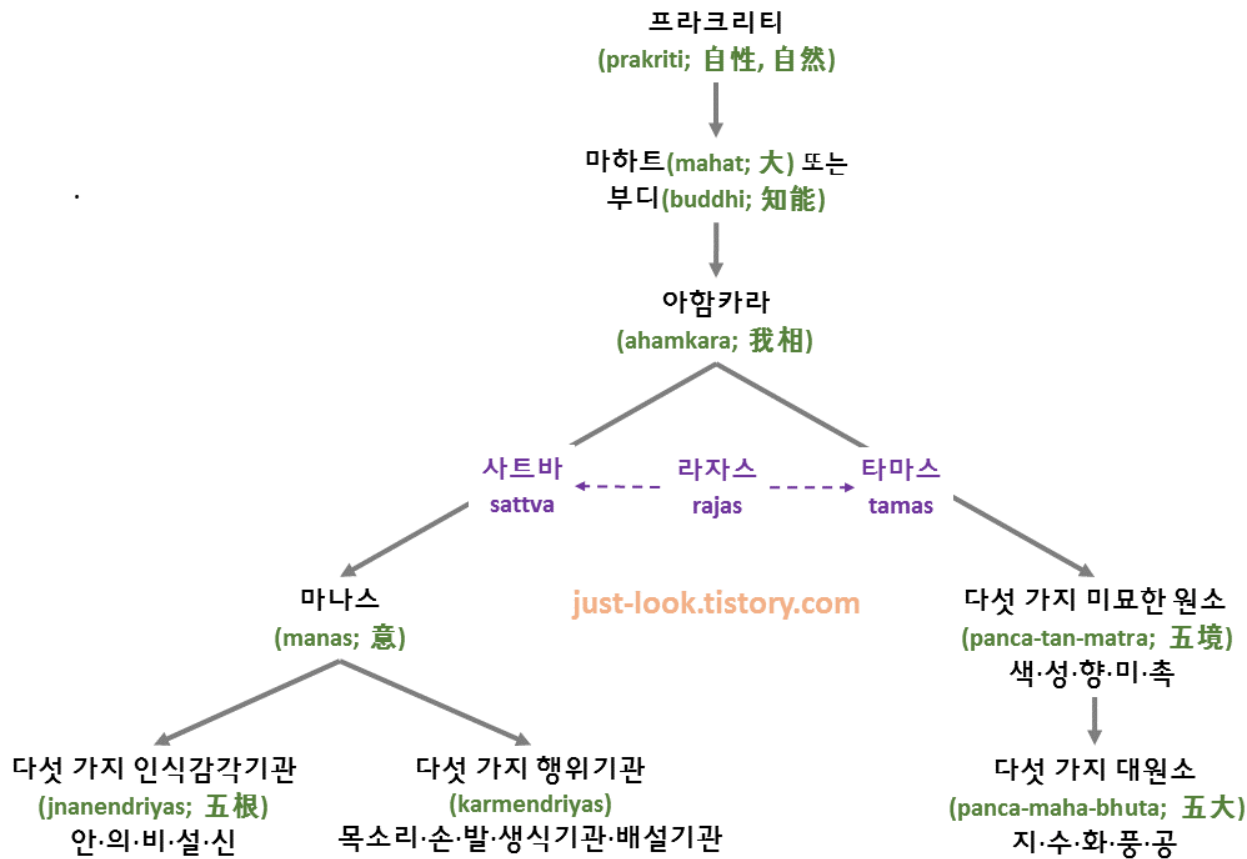 프라크리티
(prakriti; 自性, 自然)
마하트(mahat; 大) 또는
부디(buddhi; 知能)
아함카라
(ahamkara; 我相)
사트바
sattva
라자스
rajas
타마스
tamas
마나스
(manas; 意)
just-look.tistory.com
다섯 가지 미묘한 원소
(panca-tan-matra; 五境)
색·성·향·미·촉
다섯 가지 인식감각기관
(jnanendriyas; 五根)
안·의·비·설·신
다섯 가지 행위기관
(karmendriyas)
목소리·손·발·생식기관·배설기관
다섯 가지 대원소
(panca-maha-bhuta; 五大)
지·수·화·풍·공